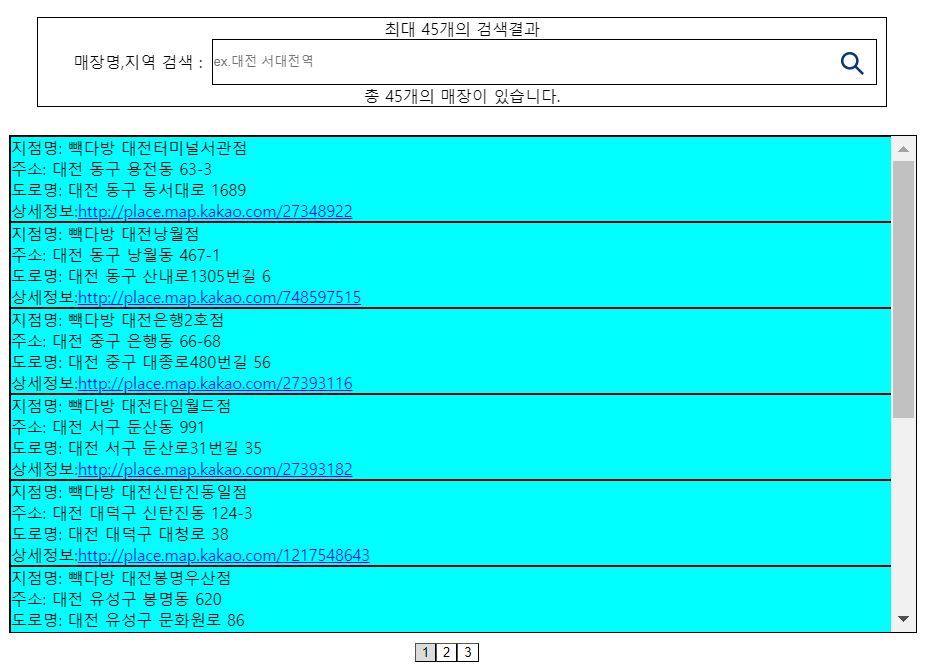 최대 45개의 검색결과
매장명,지역 검색 : ex.대전 서대전역
총 45개의 매장이 있습니다.
지점명: 빽다방 대전터미널서관점
주소: 대전 동구 용전동 63-3
도로명: 대전 동구 동서대로 1689
상세정보:http://place.map.kakao.com/27348922
지점명: 빽다방 대전낭월점
주소: 대전 동구 낭월동 467-1
도로명: 대전 동구 산내로1305번길 6
상세정보:http://place.map.kakao.com/748597515
지점명: 빽다방 대전은행2호점
주소: 대전 중구 은행동 66-68
도로명: 대전 중구 대종로480번길 56
상세정보:http://place.map.kakao.com/27393116
지점명: 빽다방 대전타임월드점
주소: 대전 서구 둔산동 991
도로명: 대전 서구 둔산로31번길 35
상세정보:http://place.map.kakao.com/27393182
지점명: 빽다방 대전신탄진동일점
주소: 대전 대덕구 신탄진동 124-3
도로명: 대전 대덕구 대청로 38
상세정보:http://place.map.kakao.com/1217548643
지점명: 빽다방 대전봉명우산점
주소: 대전 유성구 봉명동 620
도로명: 대전 유성구 문화원로 86
1 2 3